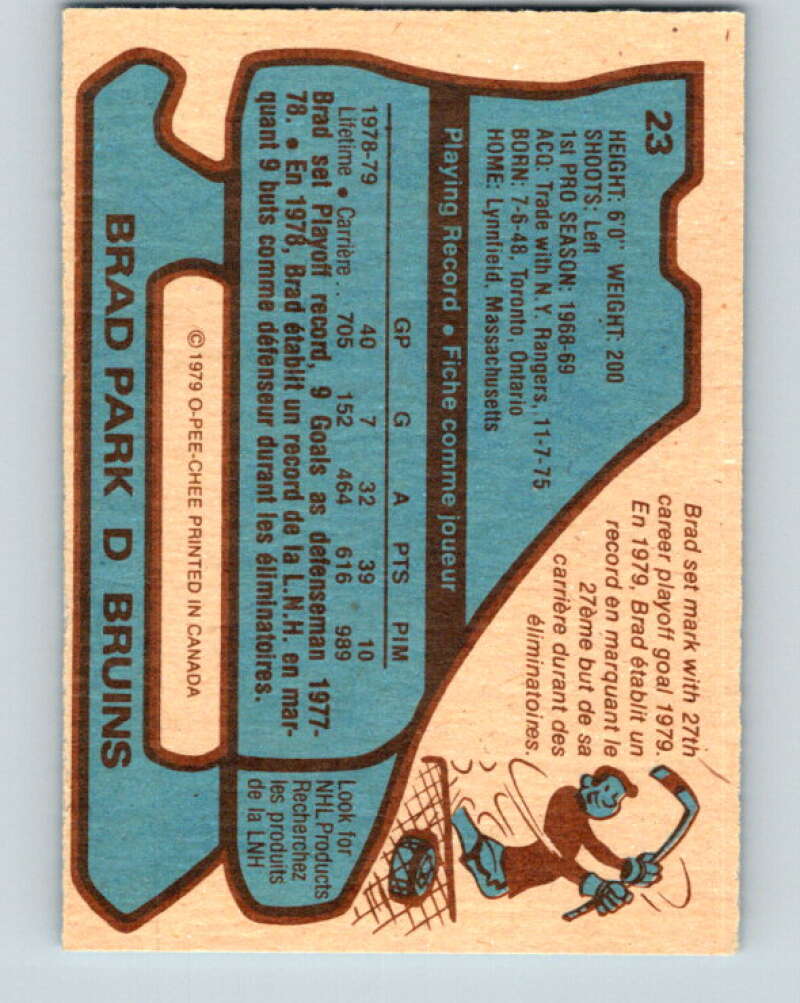 23
HEIGHT: 6'0" WEIGHT: 200
SHOOTS: Left
1st PRO SEASON: 1968-69
ACQ: Trade with N.Y. Rangers, 11-7-75
BORN: 7-6-48, Toronto, Ontario
HOME: Lynnfield, Massachusetts
Brad set mark with 27th
career playoff goal 1979.
En 1979, Brad établit un
record en marquant le
27ème but de sa
carrière durant des
éliminatoires.
Playing Record • Fiche comme joueur
GP G A PTS PIM
1978-79 40 7 32 39 10
Lifetime • Carrière .. 705 152 464 616 989
Brad set Playoff record, 9 Goals as defenseman 1977-
78. • En 1978, Brad établit un record de la L.N.H. en mar-
quant 9 buts comme défenseur durant les éliminatoires.
Look for
NHL Products
Recherchez
les produits
de la LNH
© 1979 O-PEE-CHEE PRINTED IN CANADA
BRAD PARK D BRUINS